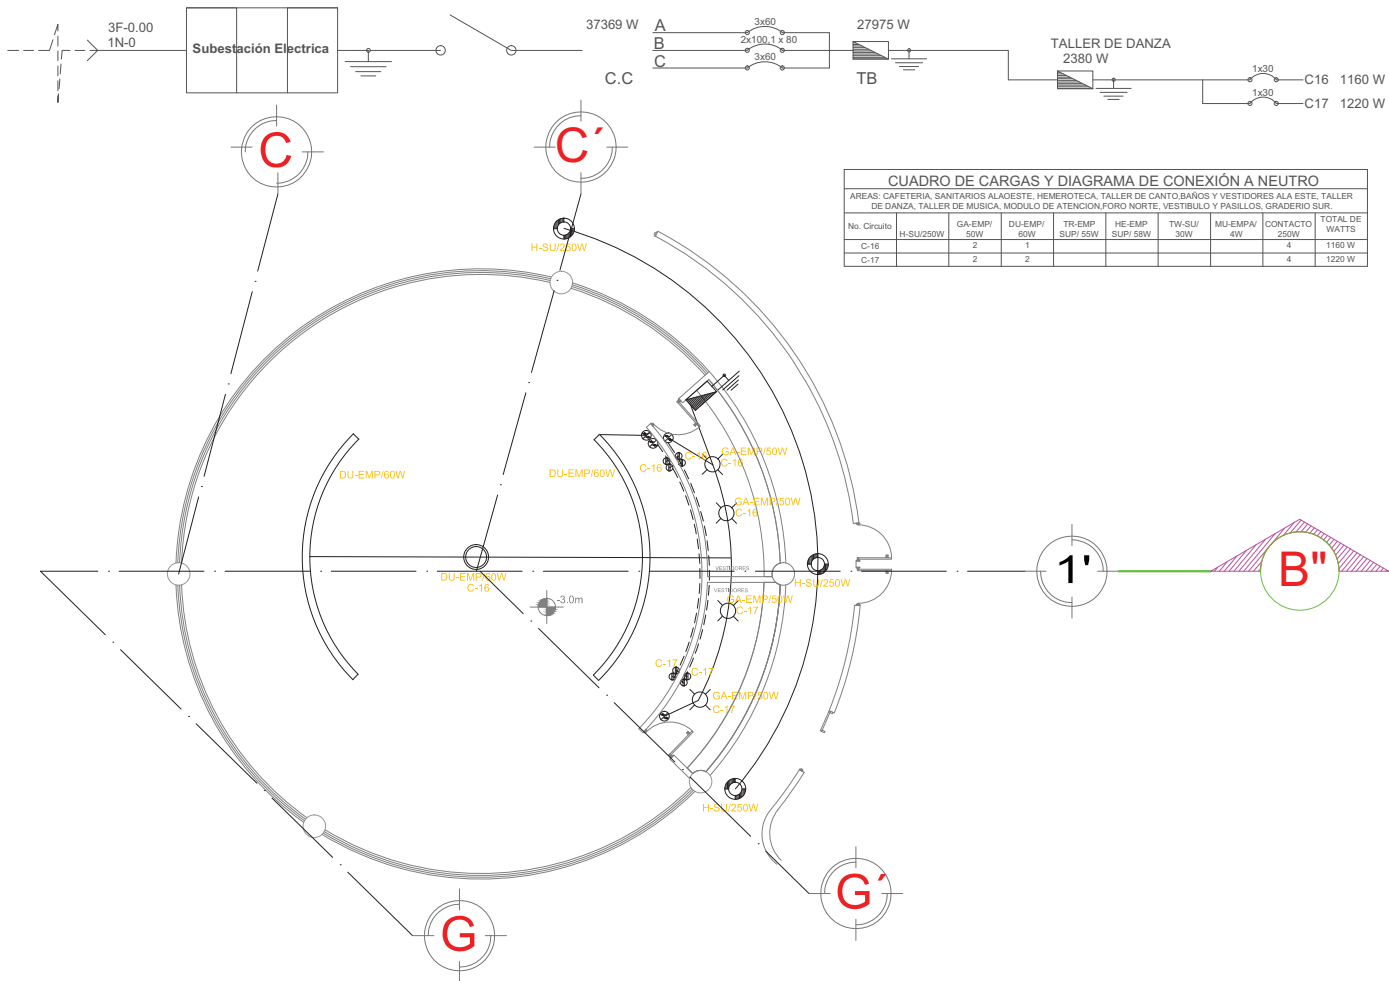 3F-0.00
1N-0
Subestación Electrica
37369 W
A
B
C
C.C
3x60
2x100,1 x 80
3x60
27975 W
TB
TALLER DE DANZA
2380 W
1x30
C16 1160 W
1x30
C17 1220 W
C
C´
CUADRO DE CARGAS Y DIAGRAMA DE CONEXIÓN A NEUTRO
AREAS: CAFETERIA, SANITARIOS ALAOESTE, HEMEROTECA, TALLER DE CANTO,BAÑOS Y VESTIDORES ALA ESTE, TALLER
DE DANZA, TALLER DE MUSICA, MODULO DE ATENCION,FORO NORTE, VESTIBULO Y PASILLOS, GRADERIO SUR.
No. Circuito H-SU/250W GA-EMP/ 50W DU-EMP/ 60W TR-EMP SUP/ 55W HE-EMP SUP/ 58W TW-SU/ 30W MU-EMPA/ 4W CONTACTO 250W TOTAL DE WATTS
C-16 2 1 4 1160 W
C-17 2 2 4 1220 W
H-SU/250W
DU-EMP/60W
DU-EMP/60W
C-16
C-16
GA-EMP/50W
C-16
GA-EMP/50W
C-16
DU-EMP/60W
C-16
-3.0m
VESTIDORES
VESTIDORES
H-SU/250W
GA-EMP/50W
C-17
C-17
C-17
GA-EMP/50W
C-17
H-SU/250W
1'
B"
G´
G